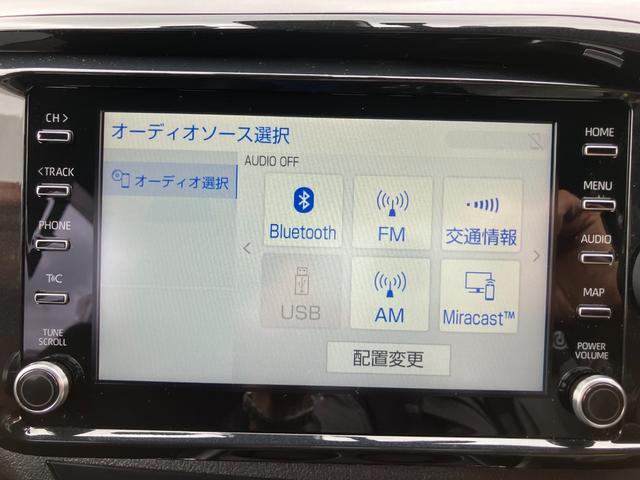 CH >
オーディオソース選択
HOME
AUDIO OFF
< TRACK
オーディオ選択
MENU
Bluetooth
FM
交通情報
PHONE
AUDIO
T@C
USB
AM
Miracast™
MAP
TUNE
SCROLL
配置変更
POWER
VOLUME